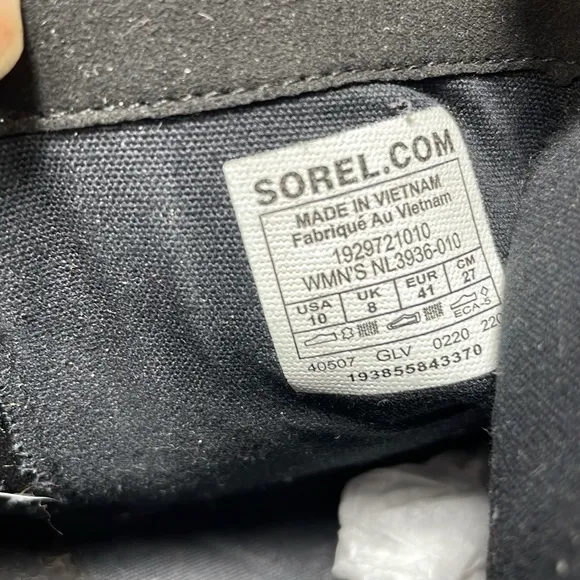 SOREL.COM
MADE IN VIETNAM
Fabriqué Au Vietnam
1929721010
WMN'S NL3936-010
USA UK EUR CM
10 8 41 27
ECA-5
40507 GLV 0220 220
193855843370